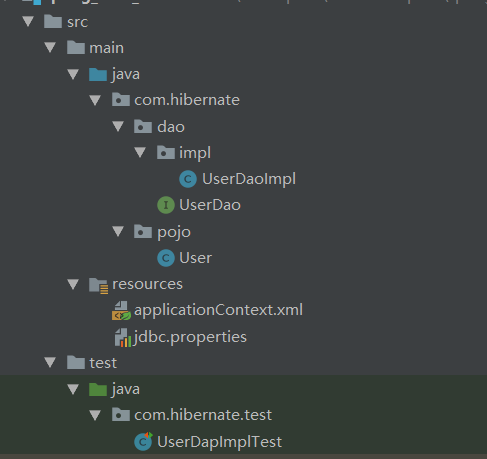 src
main
java
com.hibernate
dao
impl
UserDaoImpl
UserDao
pojo
User
resources
applicationContext.xml
jdbc.properties
test
java
com.hibernate.test
UserDapImplTest